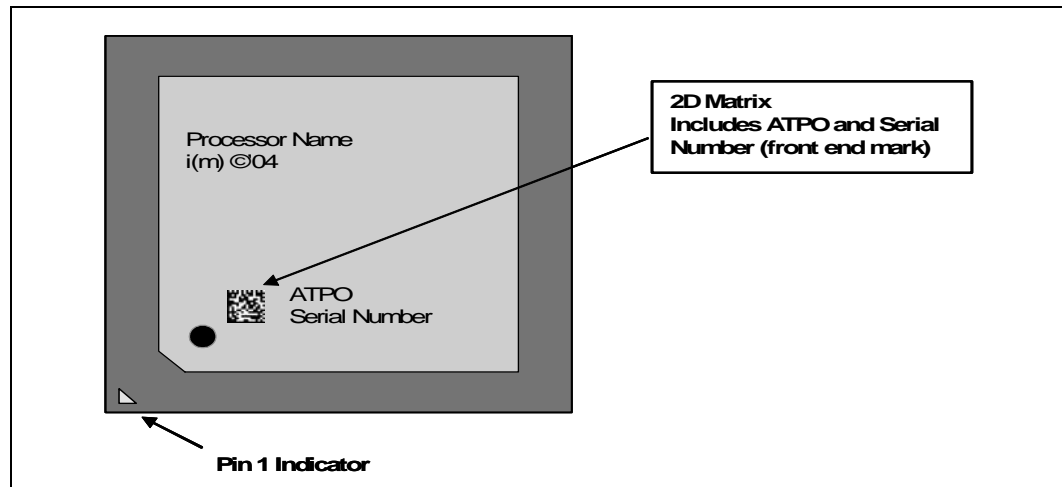 Processor Name
i(m) ©'04
2D Matrix
Includes ATPO and Serial
Number (front end mark)
ATPO
Serial Number
Pin 1 Indicator